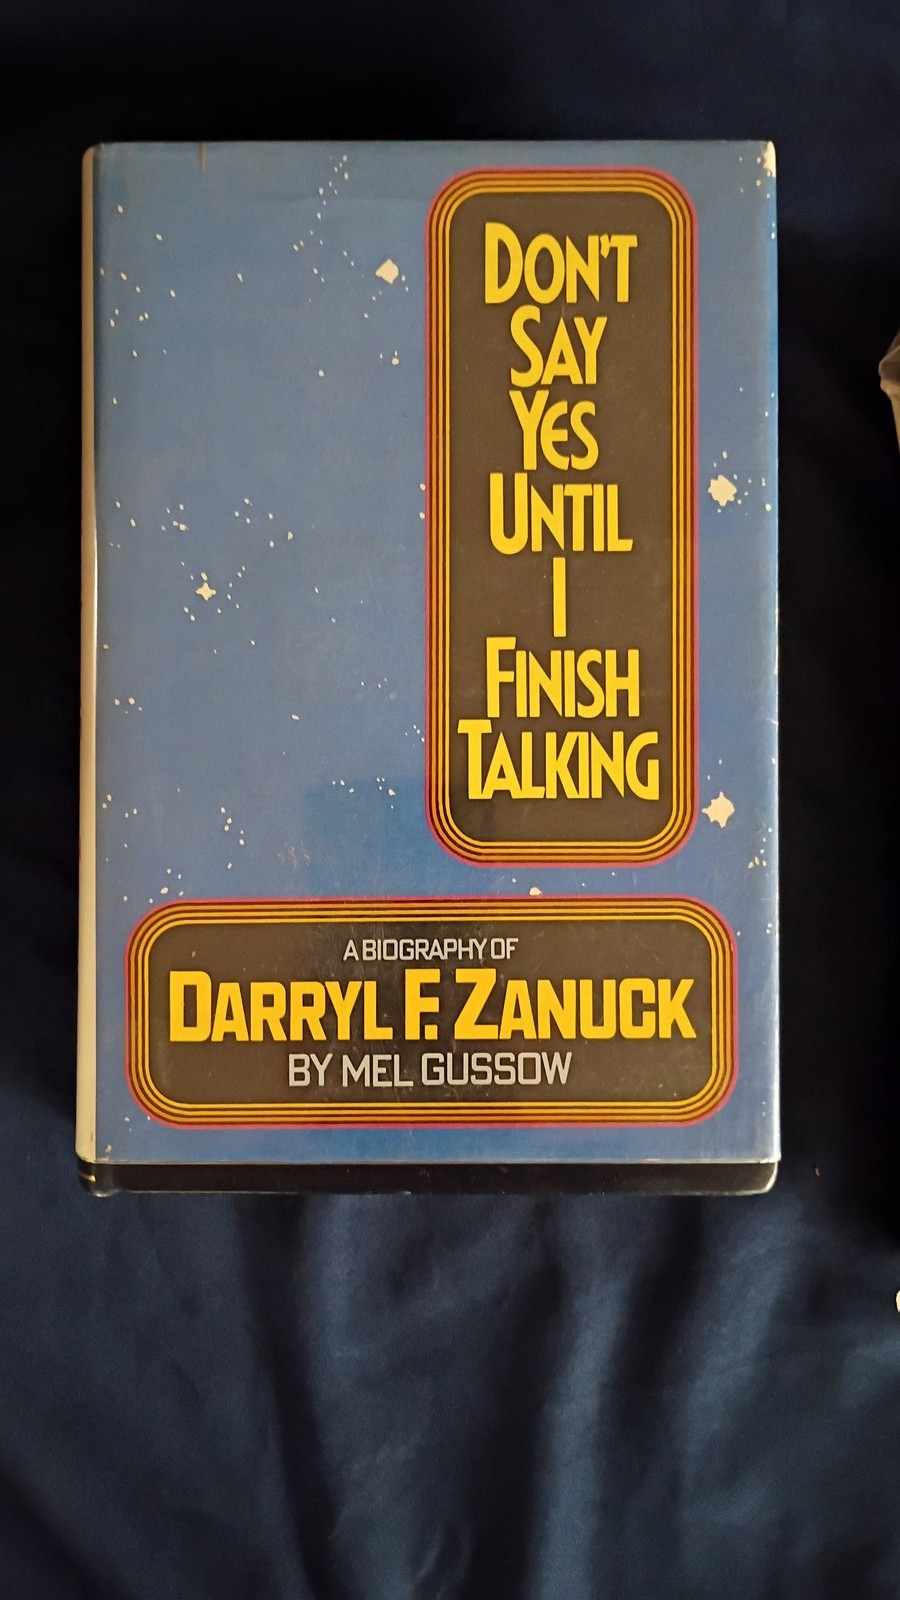 DON'T
SAY
YES
UNTIL
I
FINISH
TALKING
A BIOGRAPHY OF
DARRYL F. ZANUCK
BY MEL GUSSOW